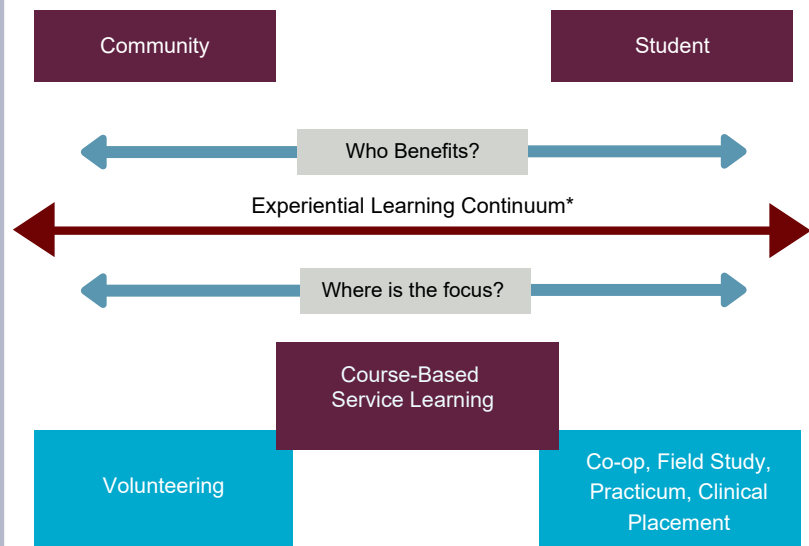 Community
Student
Who Benefits?
Experiential Learning Continuum*
Where is the focus?
Course-Based
Service Learning
Volunteering
Co-op, Field Study,
Practicum, Clinical
Placement